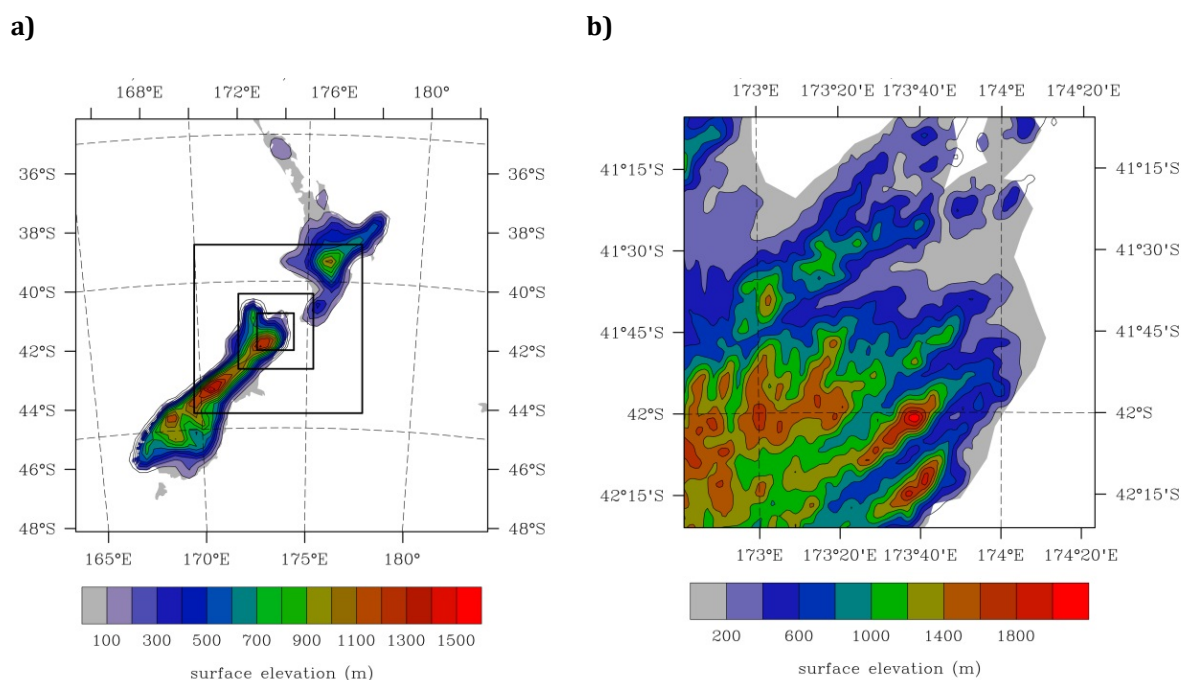 a)
168°E 172°E 176°E 180°
36°S 36°S
38°S 38°S
40°S 40°S
42°S 42°S
44°S 44°S
46°S 46°S
48°S 48°S
165°E 170°E 175°E 180°
100 300 500 700 900 1100 1300 1500
surface elevation (m)
b)
173°E 173°20'E 173°40'E 174°E 174°20'E
41°15'S 41°15'S
41°30'S 41°30'S
41°45'S 41°45'S
42°S 42°S
42°15'S 42°15'S
173°E 173°20'E 173°40'E 174°E 174°20'E
200 600 1000 1400 1800
surface elevation (m)